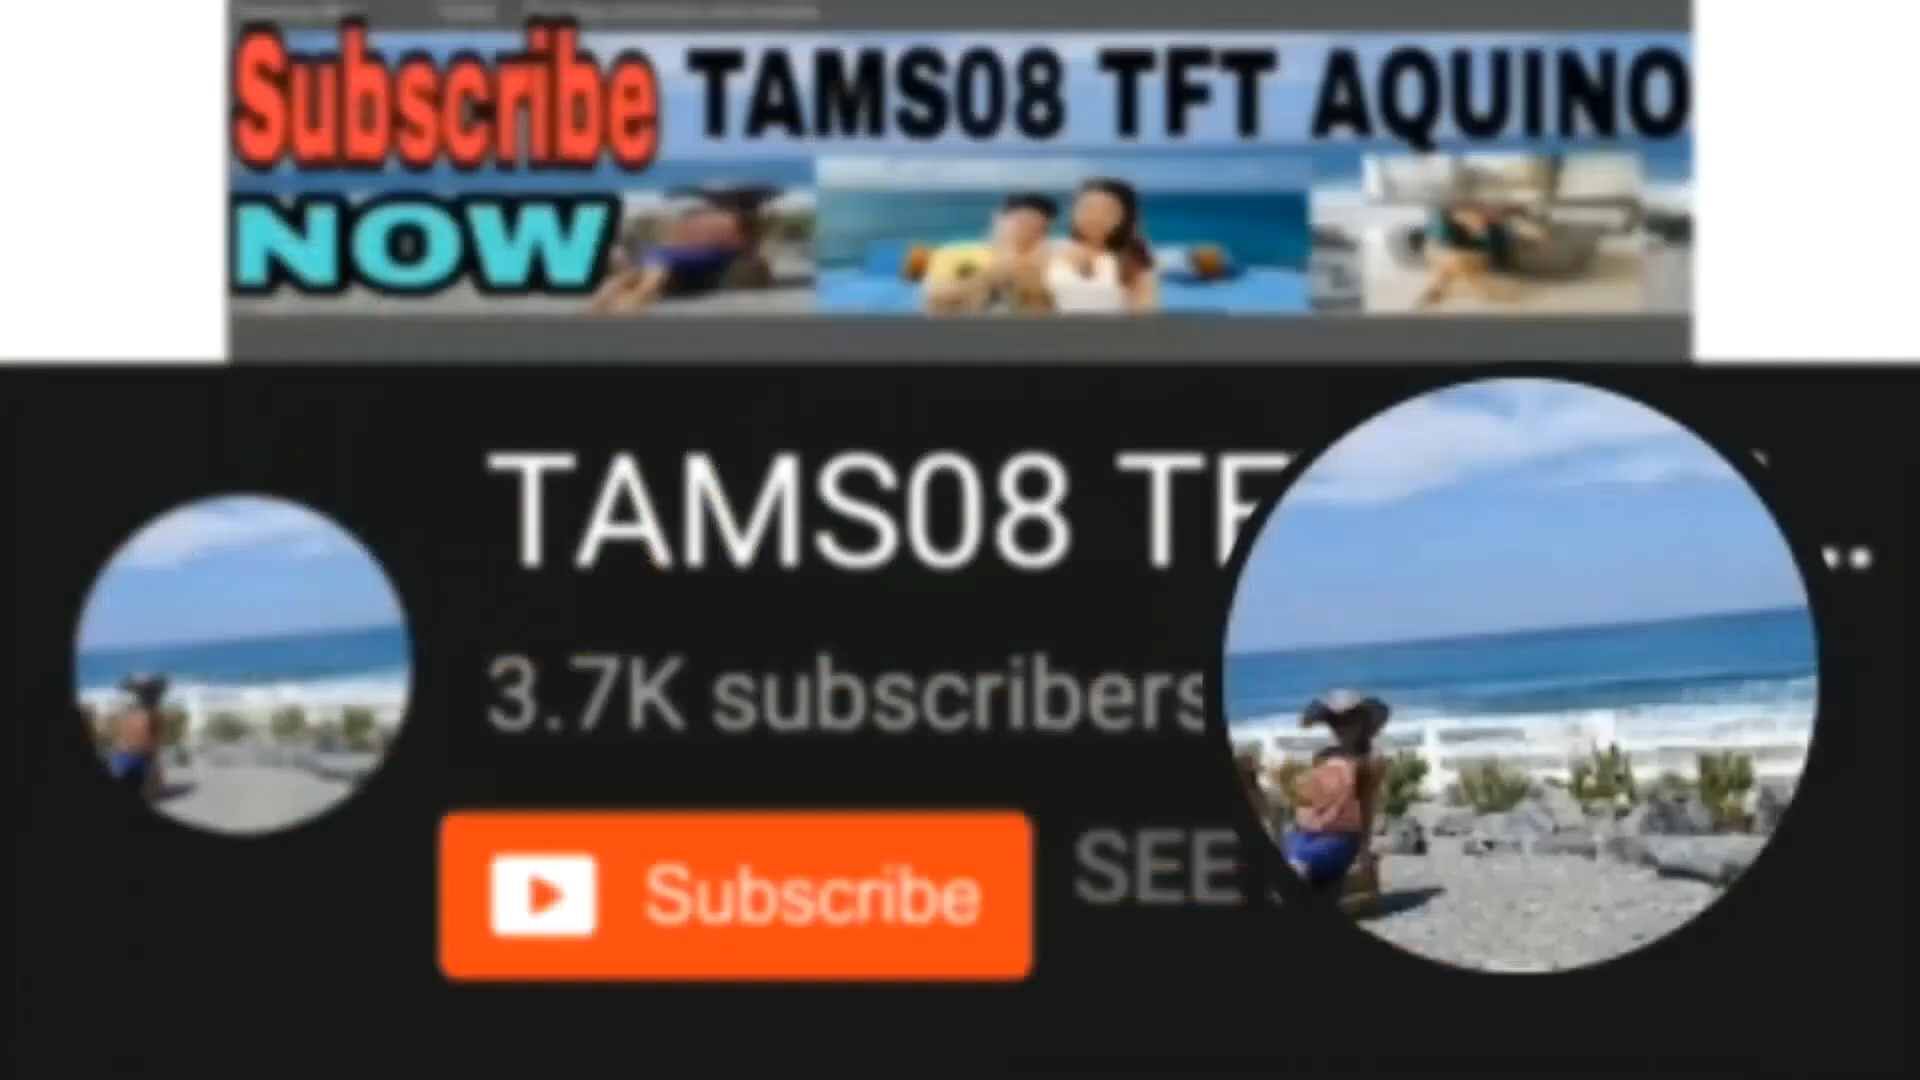 Subscribe TAMS08 TFT AQUINO
NOW
TAMS08 TF
..
3.7K subscribers
Subscribe
SEE